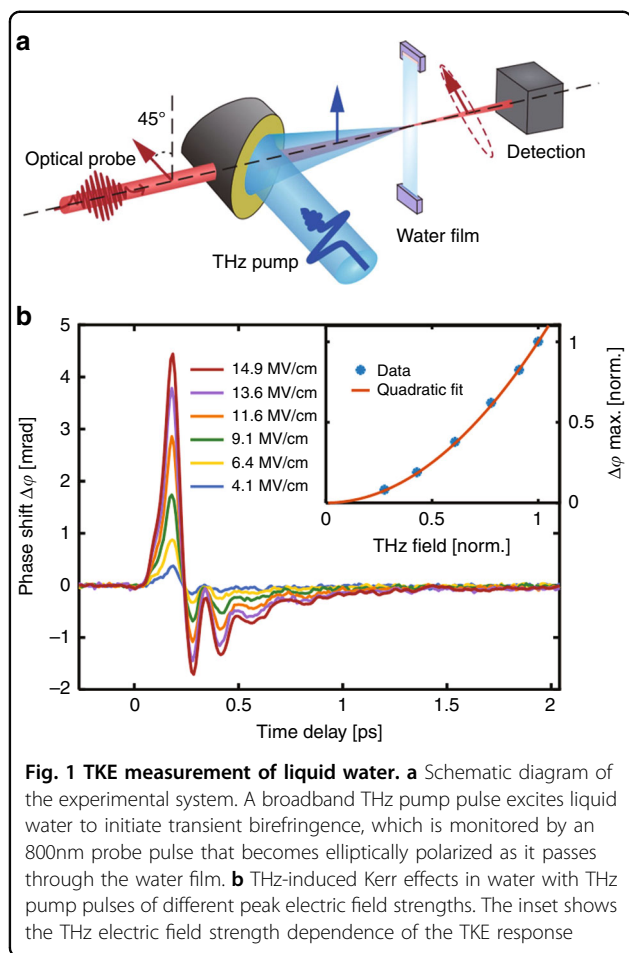 a
45°
Optical probe
THz pump
Water film
Detection
b
5
4
3
2
1
0
−1
−2
Phase shift Δφ [mrad]
14.9 MV/cm
13.6 MV/cm
11.6 MV/cm
9.1 MV/cm
6.4 MV/cm
4.1 MV/cm
Data
Quadratic fit
1
0.5
0
Δφ max. [norm.]
0
0.5
1
THz field [norm.]
0
0.5
1
1.5
2
Time delay [ps]
Fig. 1 TKE measurement of liquid water. a Schematic diagram of
the experimental system. A broadband THz pump pulse excites liquid
water to initiate transient birefringence, which is monitored by an
800nm probe pulse that becomes elliptically polarized as it passes
through the water film. b THz-induced Kerr effects in water with THz
pump pulses of different peak electric field strengths. The inset shows
the THz electric field strength dependence of the TKE response